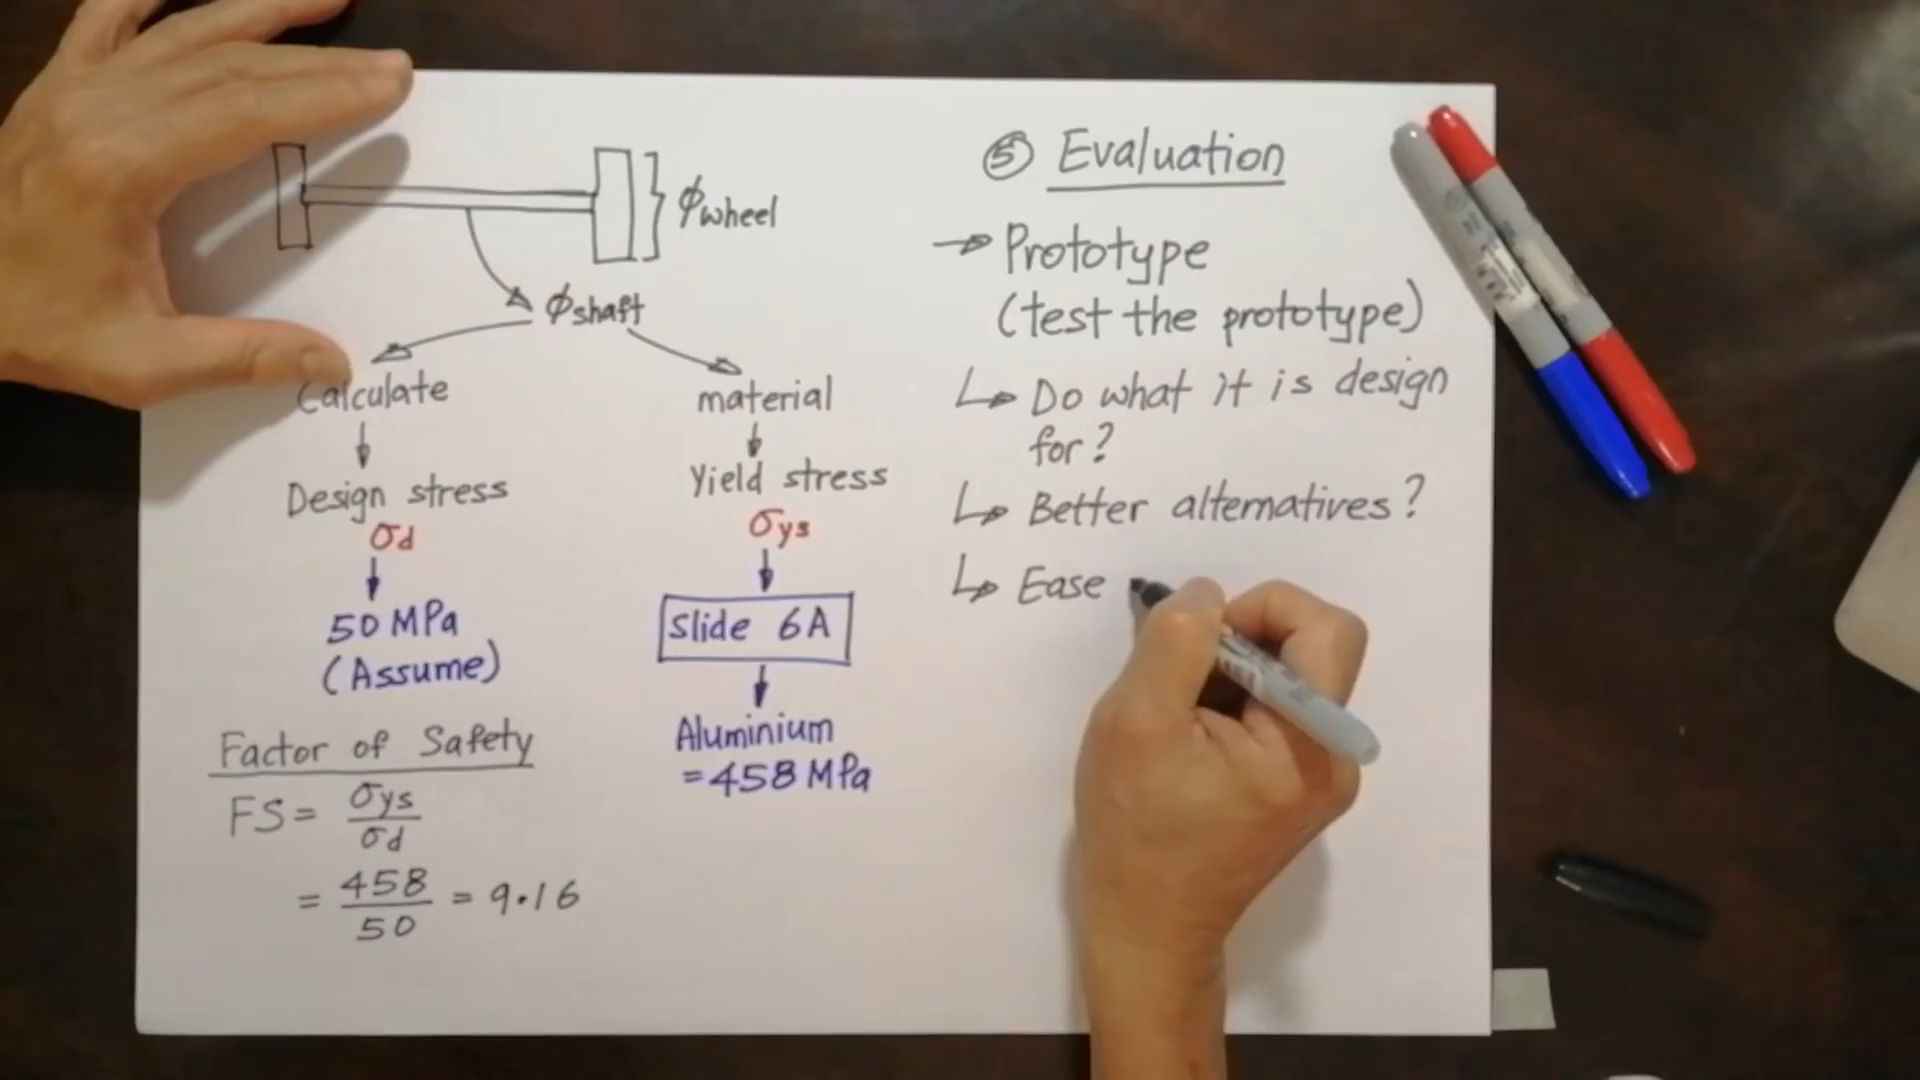 ϕwheel
ϕshaft
Calculate
Design stress
σd
50 MPa
(Assume)
material
Yield stress
σys
Slide 6A
Aluminium
=458 MPa
Factor of Safety
FS= σys
σd
= 458 = 9.16
50
⑤ Evaluation
→ Prototype
(test the prototype)
↳ Do what it is design
for?
↳ Better alternatives?
↳ Ease